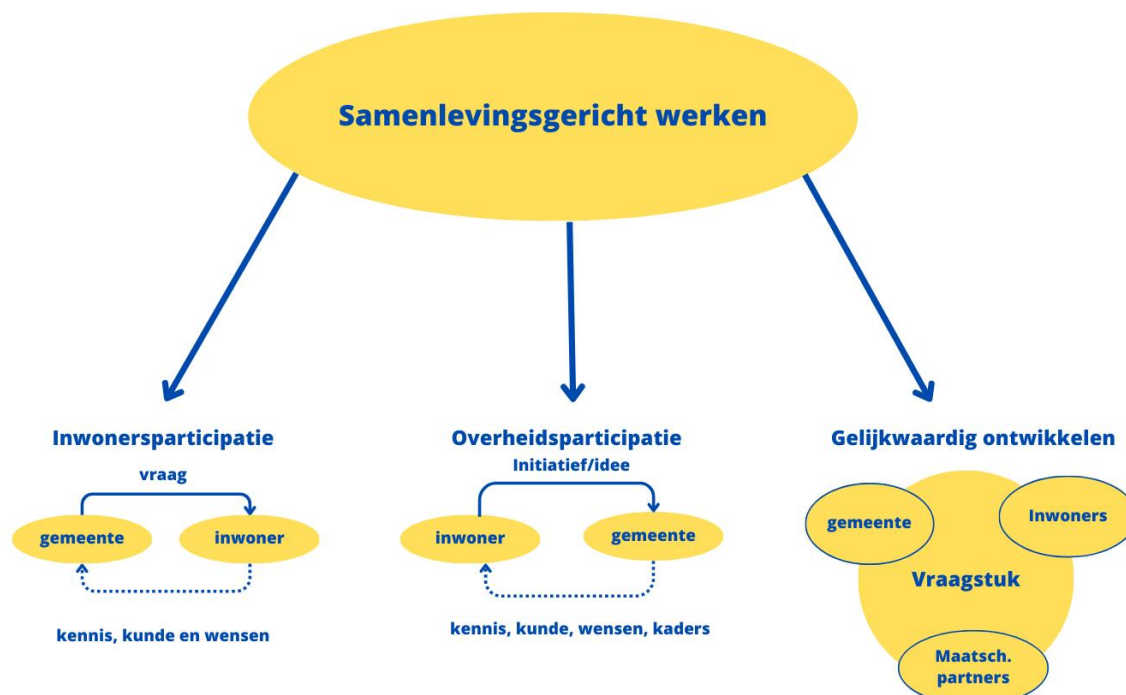 Samenlevingsgericht werken
Inwonersparticipatie
vraag
gemeente
inwoner
kennis, kunde en wensen
Overheidsparticipatie
Initiatief/idee
inwoner
gemeente
kennis, kunde, wensen, kaders
Gelijkwaardig ontwikkelen
gemeente
Inwoners
Vraagstuk
Maatsch.
partners